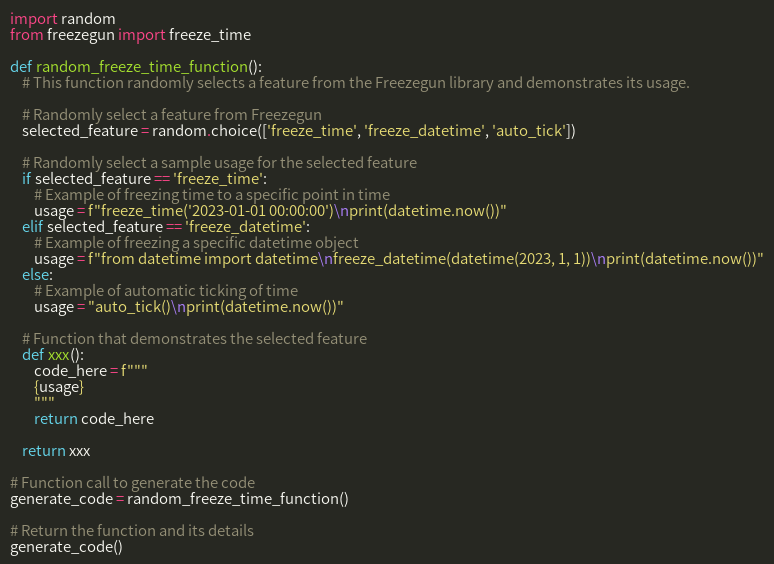 import random
from freezegun import freeze_time

def random_freeze_time_function():
    # This function randomly selects a feature from the Freezegun library and demonstrates its usage.

    # Randomly select a feature from Freezegun
    selected_feature = random.choice(['freeze_time', 'freeze_datetime', 'auto_tick'])

    # Randomly select a sample usage for the selected feature
    if selected_feature == 'freeze_time':
        # Example of freezing time to a specific point in time
        usage = f"freeze_time('2023-01-01 00:00:00')\nprint(datetime.now())"
    elif selected_feature == 'freeze_datetime':
        # Example of freezing a specific datetime object
        usage = f"from datetime import datetime\nfreeze_datetime(datetime(2023, 1, 1))\nprint(datetime.now())"
    else:
        # Example of automatic ticking of time
        usage = "auto_tick()\nprint(datetime.now())"

    # Function that demonstrates the selected feature
    def xxx():
        code_here = f"""
        {usage}
        """
        return code_here

    return xxx

# Function call to generate the code
generate_code = random_freeze_time_function()

# Return the function and its details
generate_code()